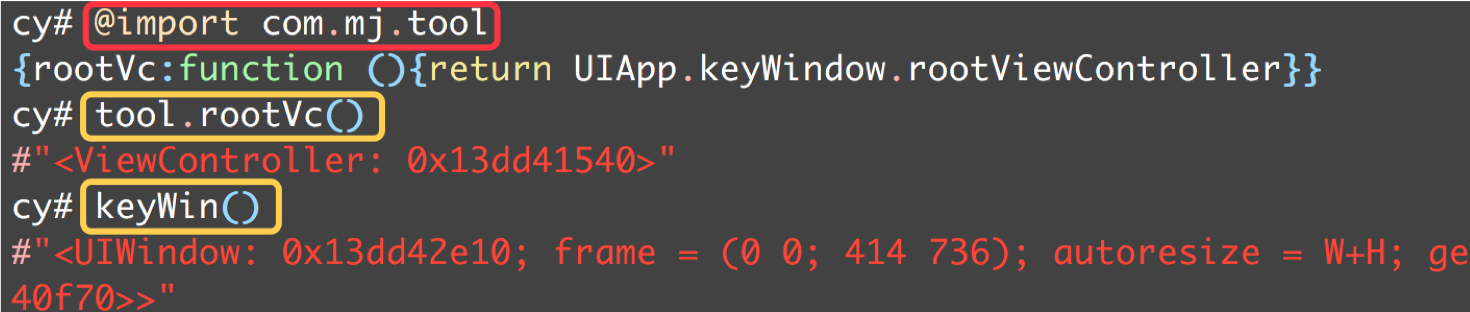 cy# @import com.mj.tool
{rootVc:function (){return UIApp.keyWindow.rootViewController}}
cy# tool.rootVc()
#"<ViewController: 0x13dd41540>"
cy# keyWin()
#"<UIWindow: 0x13dd42e10; frame = (0 0; 414 736); autoresize = W+H; ge
40f70>>"